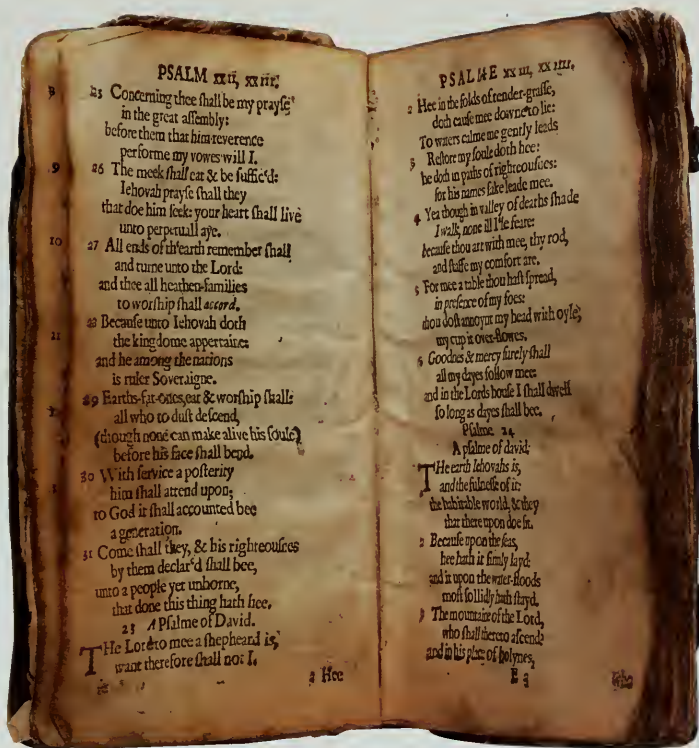 PSALM xxii, xxiii.
25 Concerning thee ſhall be my prayſe
in the great aſſembly:
before them that him reverence
performe my vowes will I.
26 The meek ſhall eat & be ſuffic'd:
Iehovah prayſe ſhall they
that doe him ſeek: your heart ſhall live
unto perpetuall aye.
27 All ends of th'earth remember ſhall
and turne unto the Lord:
and thee all heathen-families
to worſhip ſhall accord.
28 Becauſe unto Iehovah doth
the kingdome appertaine:
and he among the nations
is ruler Soveraigne.
29 Earths-fat-ones, eat & worſhip ſhall:
all who to duſt deſcend,
(though none can make alive his ſoule)
before his face ſhall bend.
30 With ſervice a poſterity
him ſhall attend upon;
to God it ſhall accounted bee
a generation.
31 Come ſhall they, & his righteouſnes
by them declar'd ſhall bee,
unto a people yet unborne,
that done this thing hath hee.
23 A Pſalme of David.
THe Lord to mee a ſhepheard is,
want therefore ſhall not I.
2 Hee
PSALME xxiii, xxiiii.
2 Hee in the folds of tender-graſſe,
doth cauſe mee downe to lie:
To waters calme me gently leads
3 Reſtore my ſoule doth hee:
he doth in paths of righteouſnes:
for his names ſake leade mee.
4 Yea though in valley of deaths ſhade
I walk, none ill I'le feare:
becauſe thou art with mee, thy rod,
and ſtaffe my comfort are.
5 For mee a table thou haſt ſpread,
in preſence of my foes:
thou doſt annoynt my head with oyle,
my cup it over-flowes.
6 Goodnes & mercy ſurely ſhall
all my dayes follow mee:
and in the Lords houſe I ſhall dwell
ſo long as dayes ſhall bee.
Pſalme 24
A pſalme of david.
THe earth Iehovahs is,
and the fulneſſe of it:
the habitable world, & they
that there upon doe ſit.
2 Becauſe upon the ſeas,
hee hath it firmly layd:
and it upon the water-floods
moſt ſollidly hath ſtayd.
3 The mountaine of the Lord,
who ſhall thereto aſcend?
and in his place of holynes,
E 3